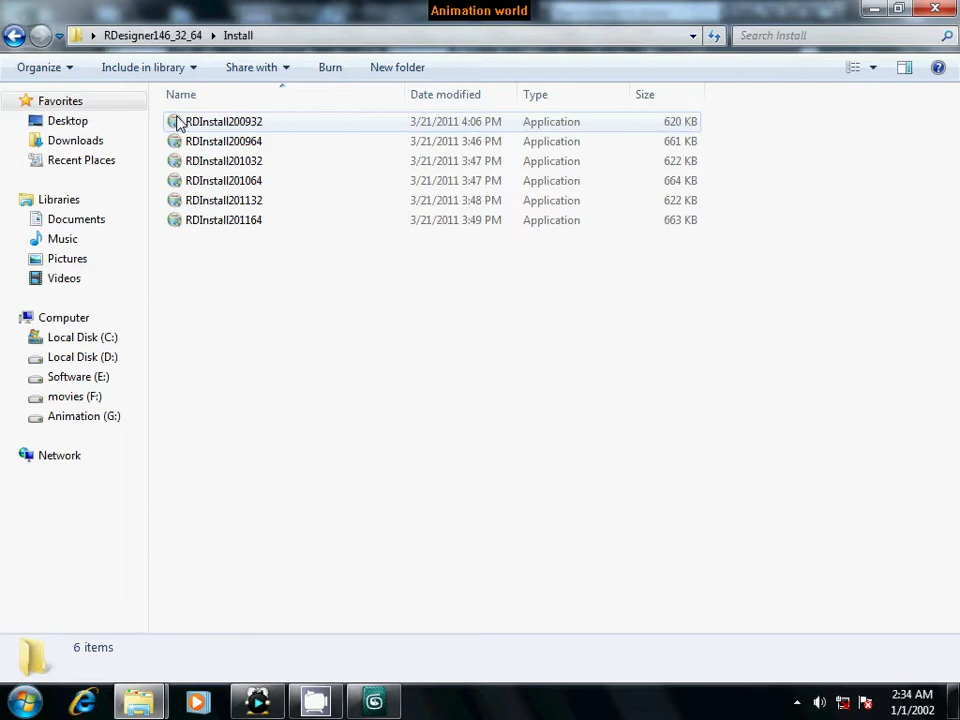 Animation world
RDesigner146_32_64 Install
Search Install
Organize Include in library Share with Burn New folder
Name Date modified Type Size
Favorites
Desktop
Downloads
Recent Places
Libraries
Documents
Music
Pictures
Videos
Computer
Local Disk (C:)
Local Disk (D:)
Software (E:)
movies (F:)
Animation (G:)
Network
RDInstall200932 3/21/2011 4:06 PM Application 620 KB
RDInstall200964 3/21/2011 3:46 PM Application 661 KB
RDInstall201032 3/21/2011 3:47 PM Application 622 KB
RDInstall201064 3/21/2011 3:47 PM Application 664 KB
RDInstall201132 3/21/2011 3:48 PM Application 622 KB
RDInstall201164 3/21/2011 3:49 PM Application 663 KB
6 items
2:34 AM
1/1/2002